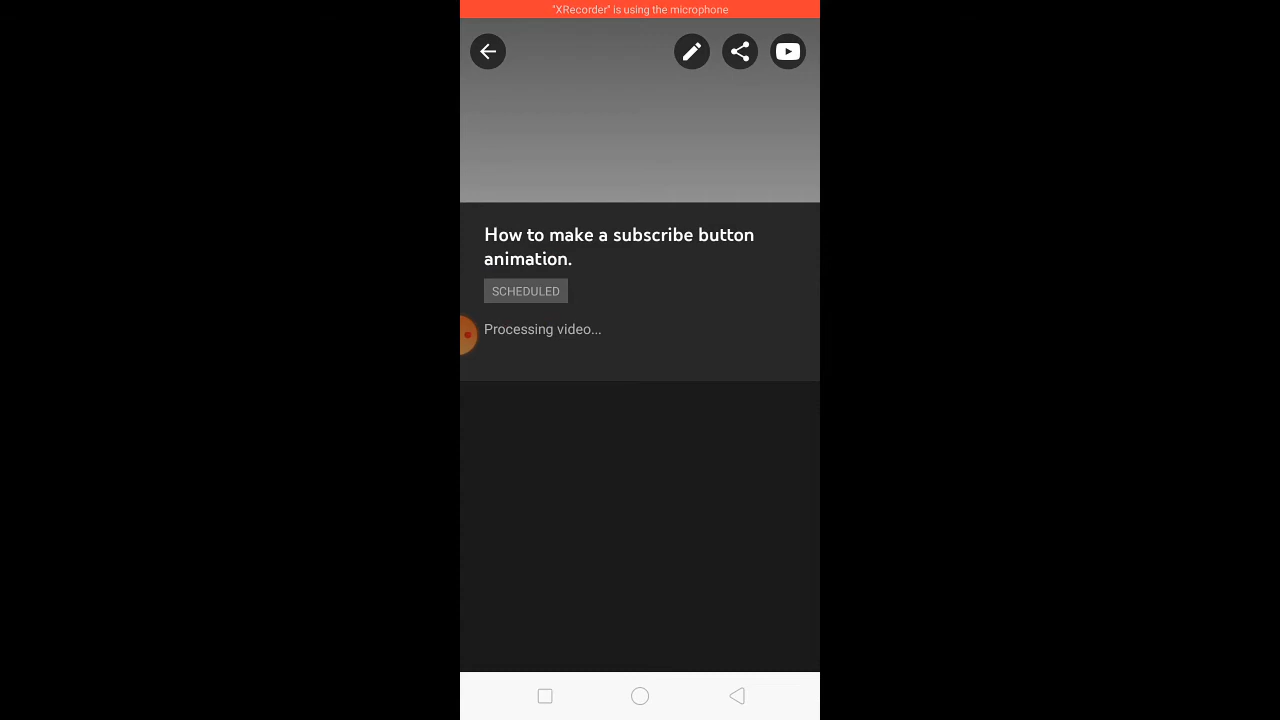 "XRecorder" is using the microphone
How to make a subscribe button
animation.
SCHEDULED
Processing video...